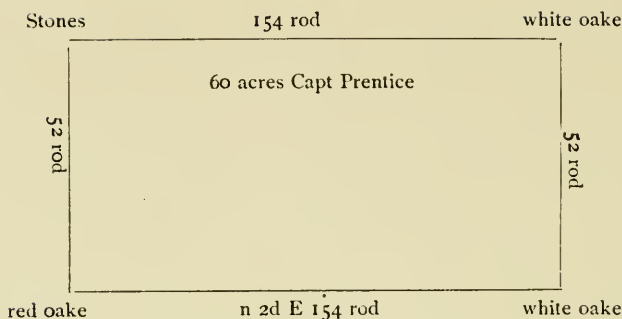 Stones 154 rod white oake
60 acres Capt Prentice
52 rod
52 rod
red oake n 2d E 154 rod white oake